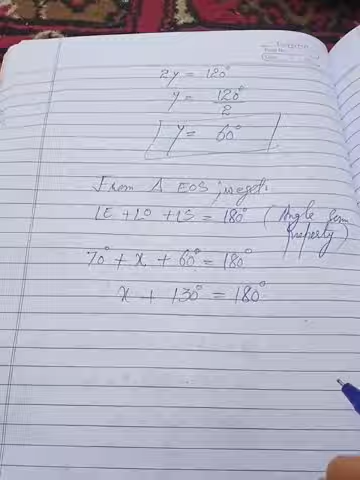 2y = 120°
y = 120°/2
y = 60°
From Δ EOS, we get:
∠E + ∠O + ∠S = 180° (Angle Sum Property)
70° + x + 60° = 180°
x + 130° = 180°